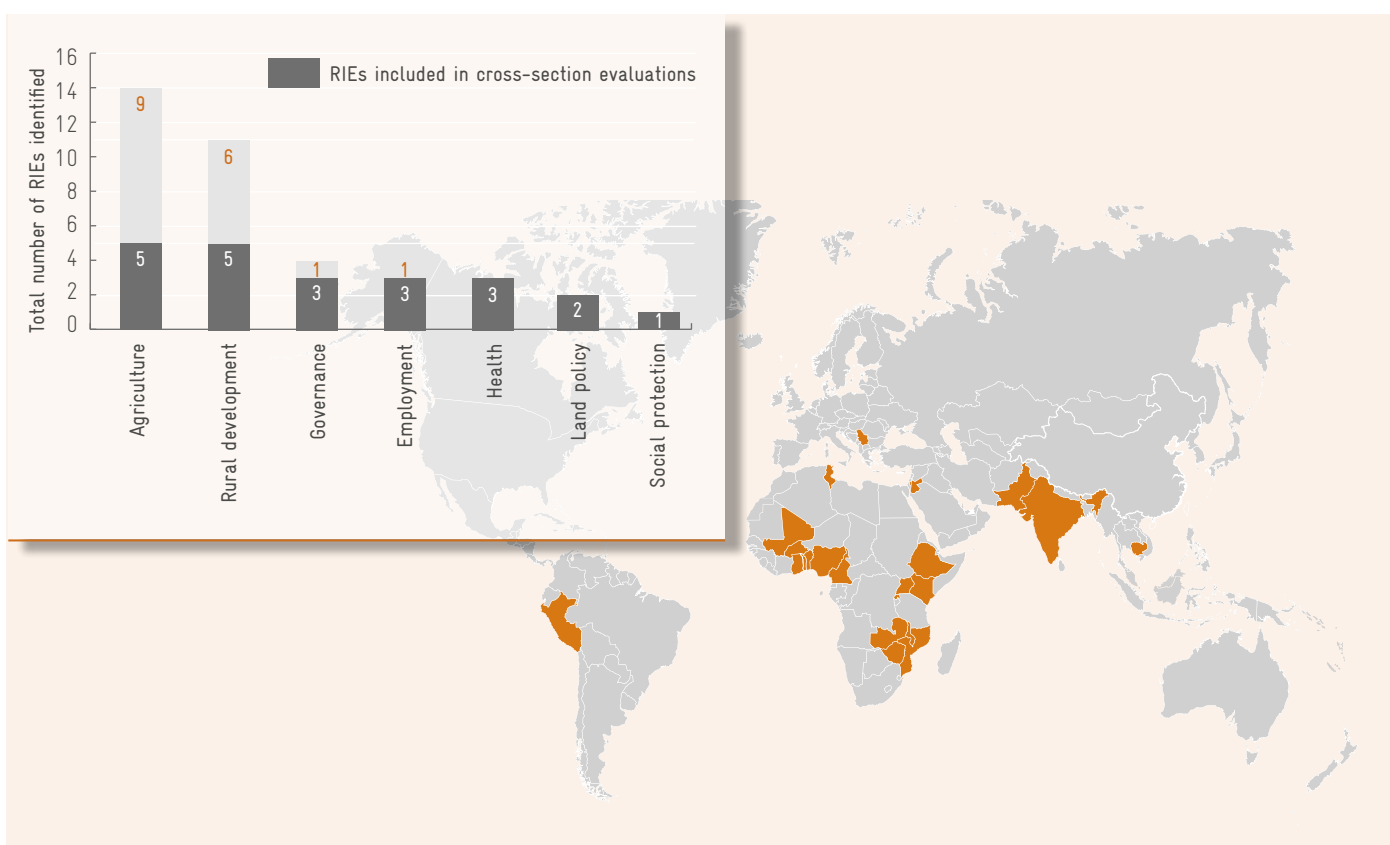 Total number of RIEs identified
16
14
12
10
8
6
4
2
0
RIEs included in cross-section evaluations
9
5
6
5
1
3
1
3
3
2
1
Agriculture
Rural development
Governance
Employment
Health
Land policy
Social protection